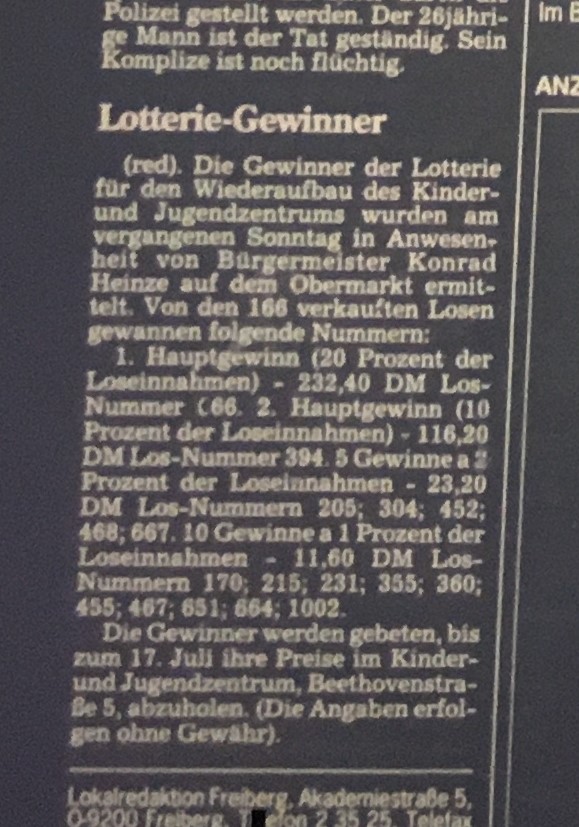 Polizei gestellt werden. Der 26jähri-
ge Mann ist der Tat geständig. Sein
Komplize ist noch flüchtig.
Im
ANZ
Lotterie-Gewinner
(red). Die Gewinner der Lotterie
für den Wiederaufbau des Kinder-
und Jugendzentrums wurden am
vergangenen Sonntag in Anwesen-
heit von Bürgermeister Konrad
Heinze auf dem Obermarkt ermit-
telt. Von den 166 verkauften Losen
gewannen folgende Nummern:
1. Hauptgewinn (20 Prozent der
Loseinnahmen) - 232,40 DM Los-
Nummer (66. 2. Hauptgewinn (10
Prozent der Loseinnahmen) - 116,20
DM Los-Nummer 394. 5 Gewinne a
Prozent der Loseinnahmen - 23,20
DM Los-Nummern 205; 304; 452;
468; 667. 10 Gewinne a 1 Prozent der
Loseinnahmen - 11,60 DM Los-
Nummern 170; 215; 231; 355; 360;
455; 467; 651; 664; 1002.
Die Gewinner werden gebeten, bis
zum 17. Juli ihre Preise im Kinder-
und Jugendzentrum, Beethovenstra-
ße 5, abzuholen. (Die Angaben erfol-
gen ohne Gewähr).
Lokalredaktion Freiberg, Akademiestraße 5,
O-9200 Freiberg, Telefon 2 35 25, Telefax